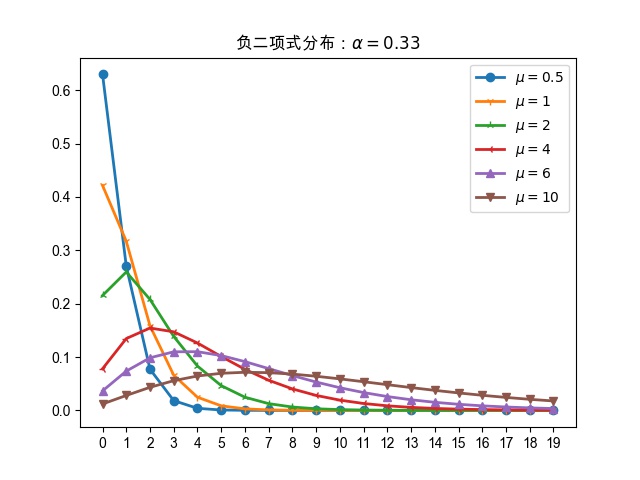 负二项式分布：α = 0.33
μ = 0.5
μ = 1
μ = 2
μ = 4
μ = 6
μ = 10
0.6
0.5
0.4
0.3
0.2
0.1
0.0
0 1 2 3 4 5 6 7 8 9 10 11 12 13 14 15 16 17 18 19